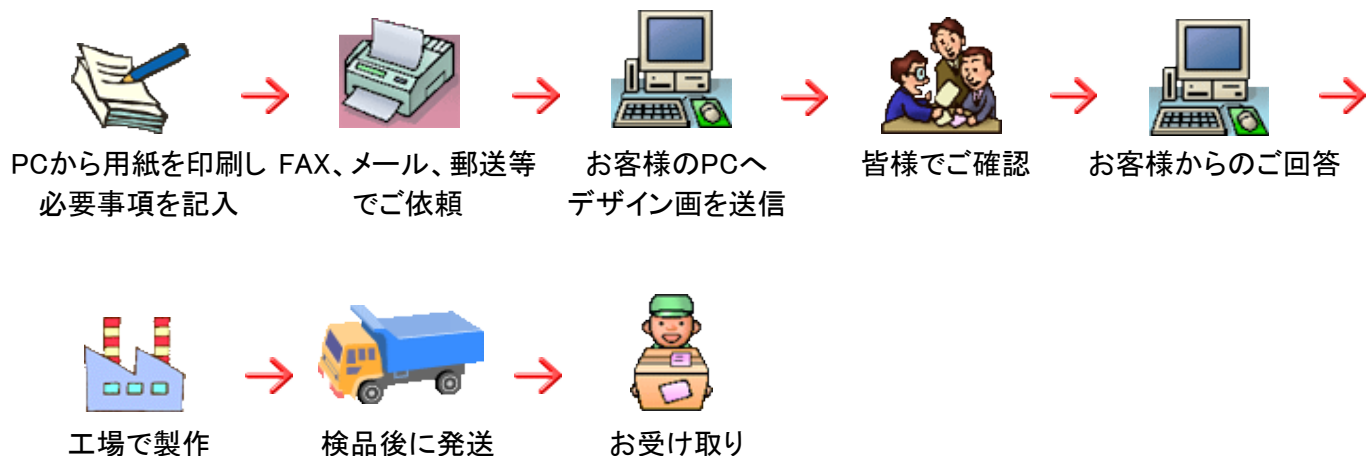 PCから用紙を印刷し
必要事項を記入
FAX、メール、郵送等
でご依頼
お客様のPCへ
デザイン画を送信
皆様でご確認
お客様からのご回答
工場で製作
検品後に発送
お受け取り